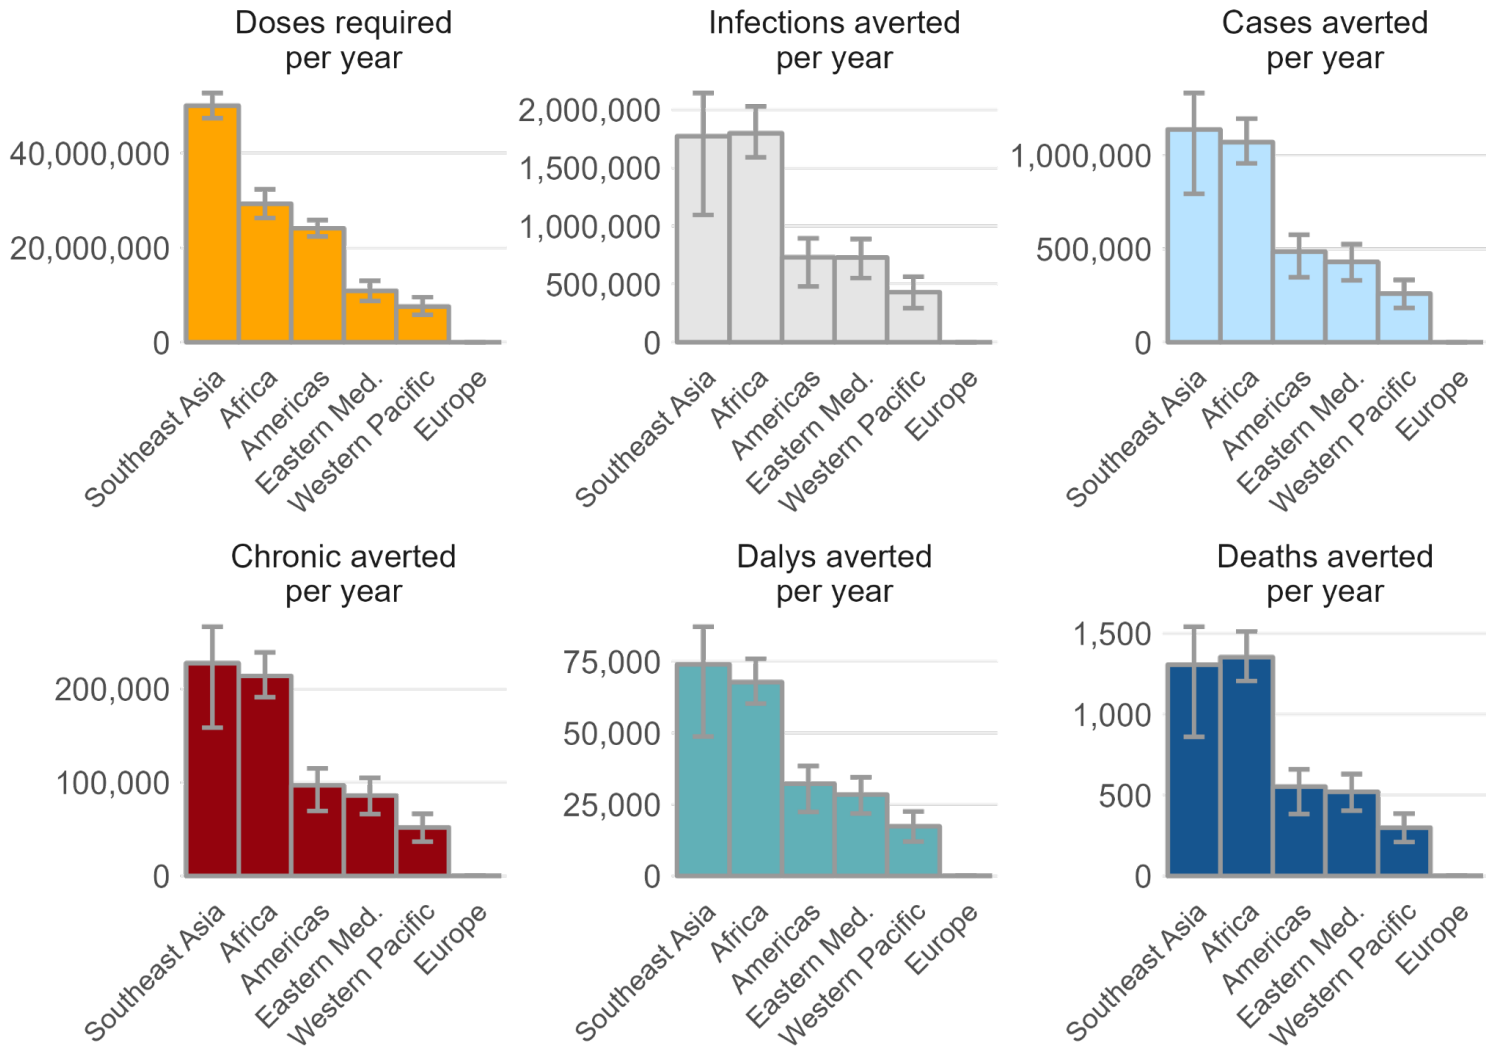 Doses required
per year
40,000,000
20,000,000
0
Southeast Asia
Africa
Americas
Eastern Med.
Western Pacific
Europe
Infections averted
per year
2,000,000
1,500,000
1,000,000
500,000
0
Southeast Asia
Africa
Americas
Eastern Med.
Western Pacific
Europe
Cases averted
per year
1,000,000
500,000
0
Southeast Asia
Africa
Americas
Eastern Med.
Western Pacific
Europe
Chronic averted
per year
200,000
100,000
0
Southeast Asia
Africa
Americas
Eastern Med.
Western Pacific
Europe
Dalys averted
per year
75,000
50,000
25,000
0
Southeast Asia
Africa
Americas
Eastern Med.
Western Pacific
Europe
Deaths averted
per year
1,500
1,000
500
0
Southeast Asia
Africa
Americas
Eastern Med.
Western Pacific
Europe